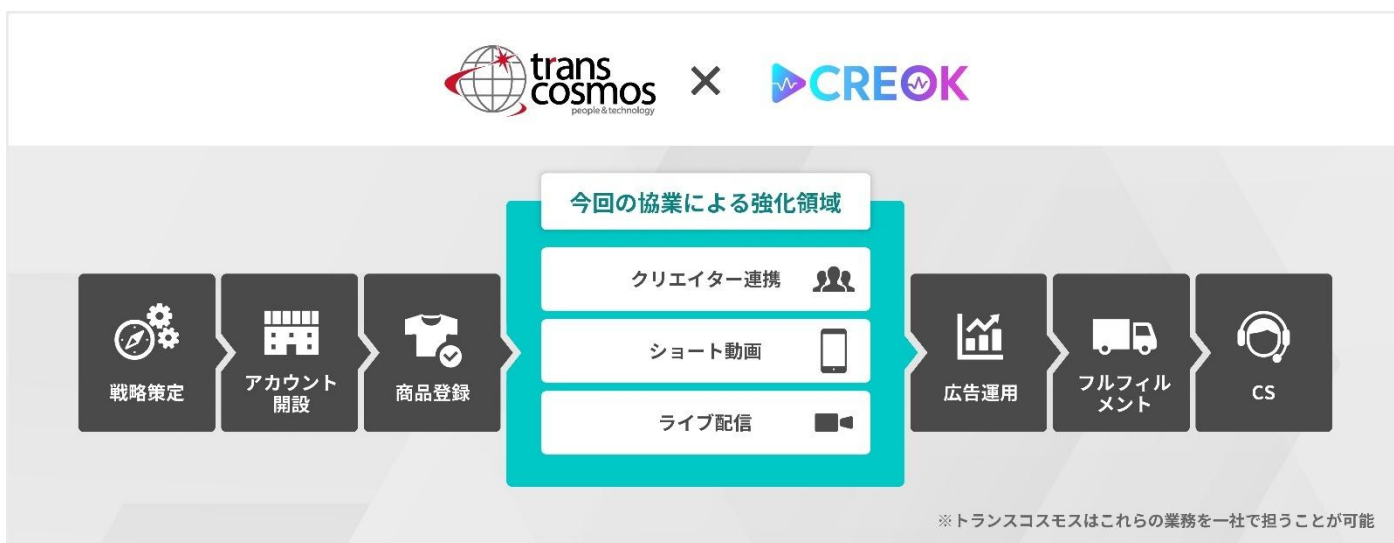 trans
cosmos
people & technology
×
CREOK
今回の協業による強化領域
クリエイター連携
ショート動画
ライブ配信
戦略策定
アカウント
開設
商品登録
広告運用
フルフィル
メント
CS
※トランスコスモスはこれらの業務を一社で担うことが可能